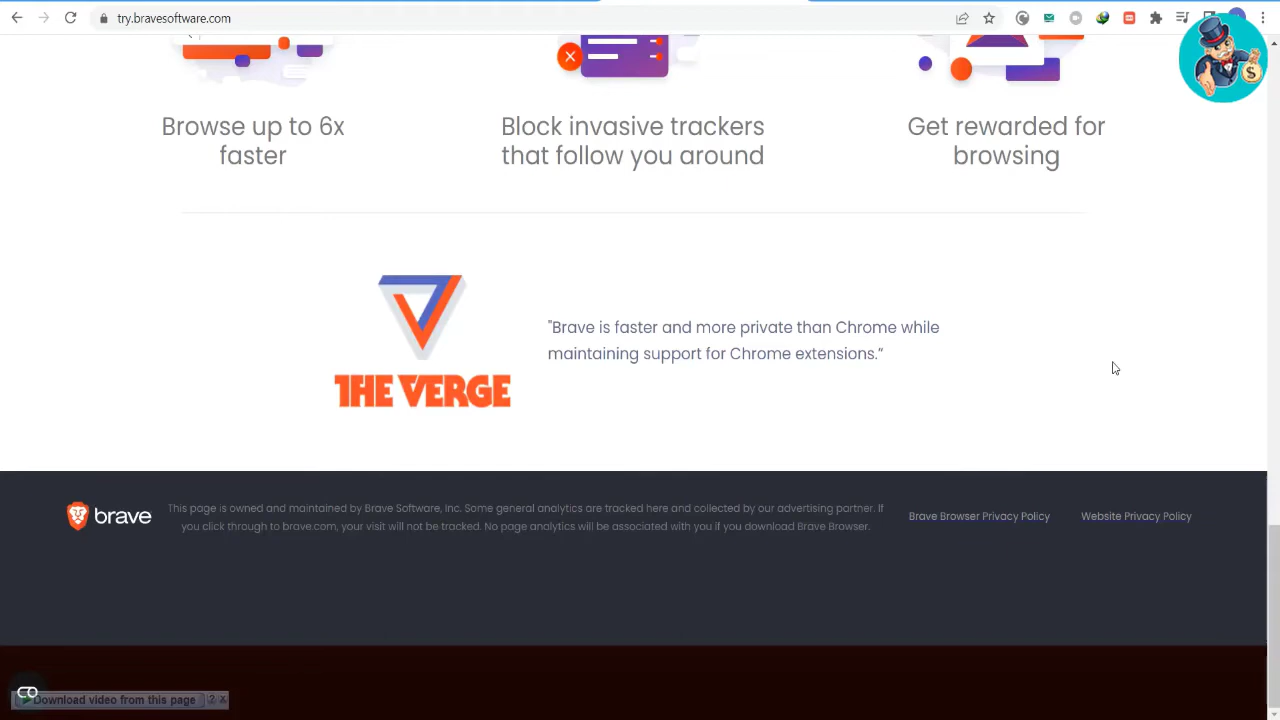 try.bravesoftware.com
Browse up to 6x
faster
Block invasive trackers
that follow you around
Get rewarded for
browsing
THE VERGE
"Brave is faster and more private than Chrome while
maintaining support for Chrome extensions.”
brave
This page is owned and maintained by Brave Software, Inc. Some general analytics are tracked here and collected by our advertising partner. If
you click through to brave.com, your visit will not be tracked. No page analytics will be associated with you if you download Brave Browser.
Brave Browser Privacy Policy
Website Privacy Policy
Download video from this page ? x